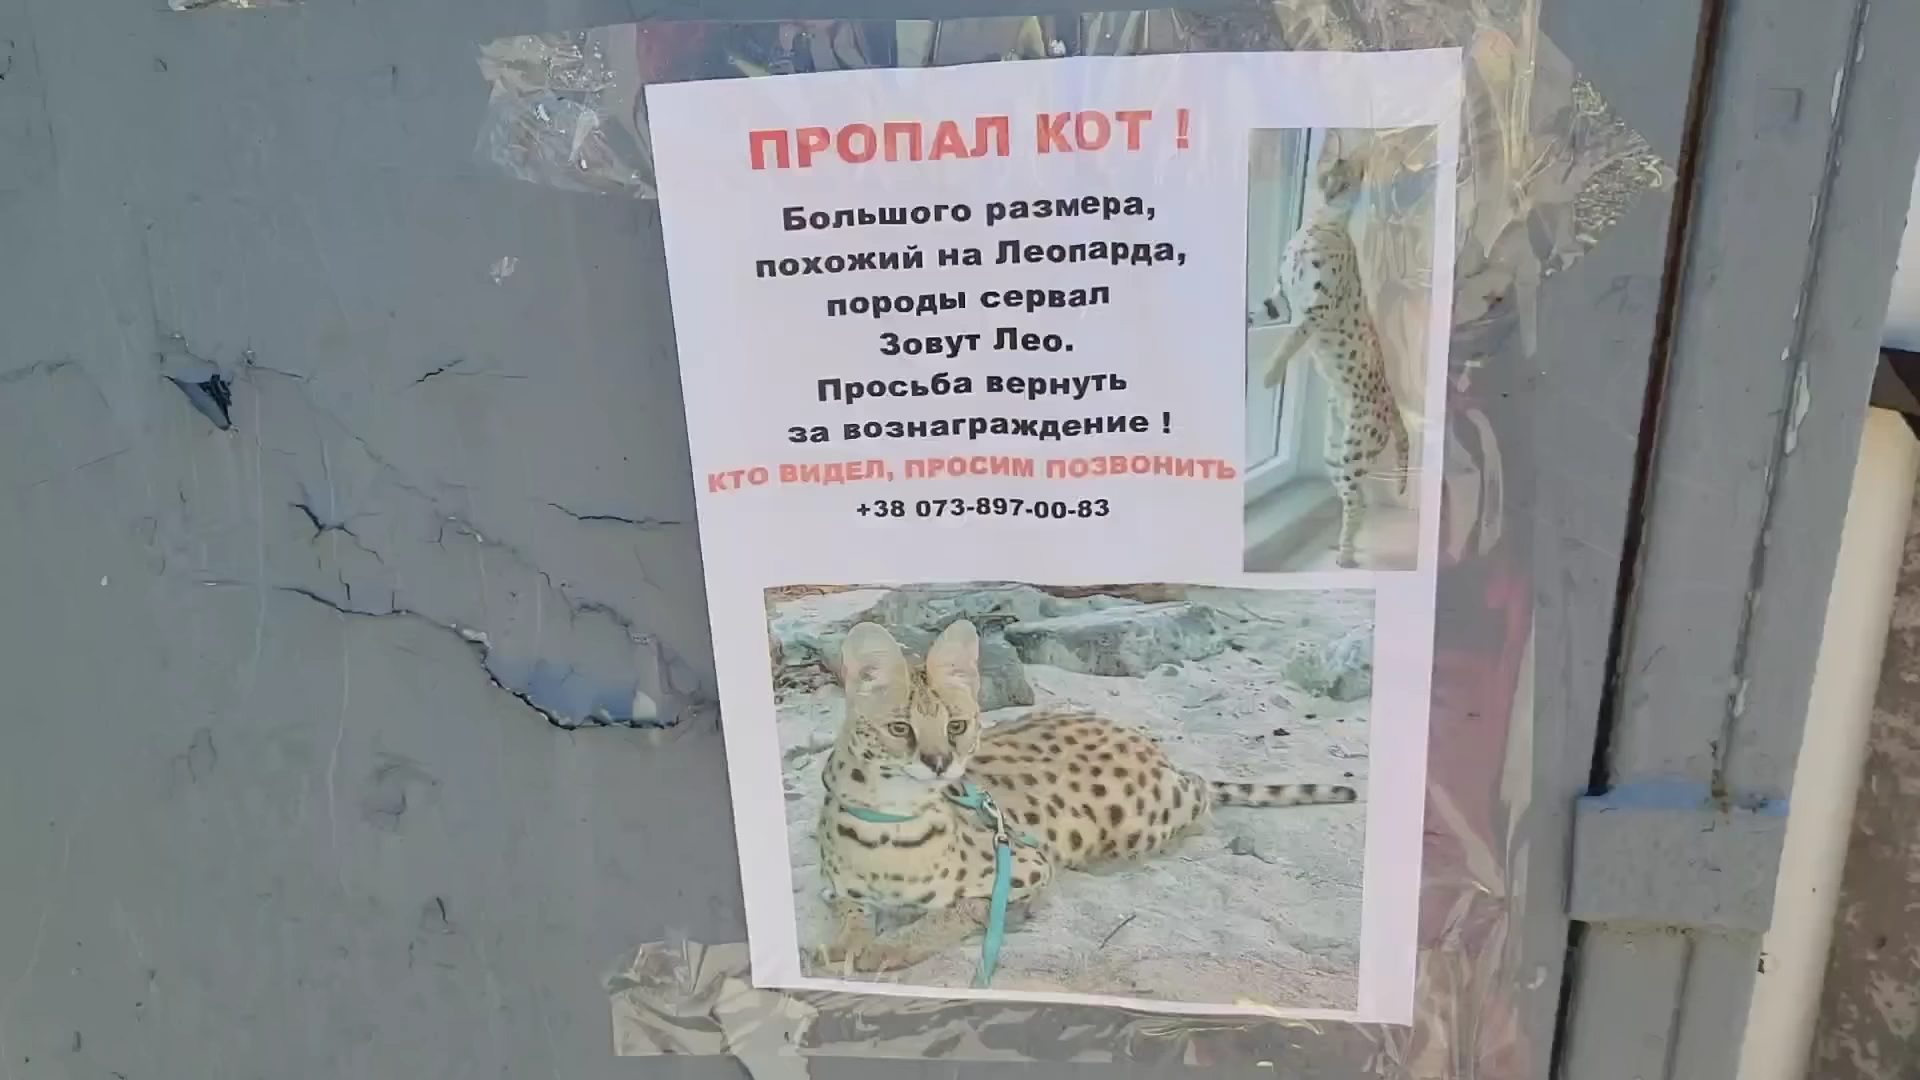 ПРОПАЛ КОТ !
Большого размера,
похожий на Леопарда,
породы сервал
Зовут Лео.
Просьба вернуть
за вознаграждение !
КТО ВИДЕЛ, ПРОСИМ ПОЗВОНИТЬ
+38 073-897-00-83